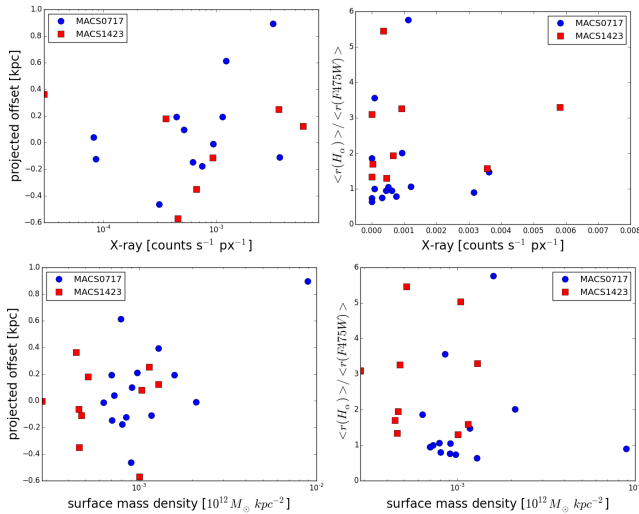 MACS0717
MACS1423
projected offset [kpc]
1.0
0.8
0.6
0.4
0.2
0.0
−0.2
−0.4
−0.6
10^-4
10^-3
X-ray [counts s^-1 px^-1]
MACS0717
MACS1423
<r(H_α)>/<r(F475W)>
6
5
4
3
2
1
0
0.000 0.001 0.002 0.003 0.004 0.005 0.006 0.007 0.008
X-ray [counts s^-1 px^-1]
MACS0717
MACS1423
projected offset [kpc]
1.0
0.8
0.6
0.4
0.2
0.0
−0.2
−0.4
−0.6
10^-3
10^-2
surface mass density [10^12 M_⊙ kpc^-2]
MACS0717
MACS1423
<r(H_α)>/<r(F475W)>
6
5
4
3
2
1
0
10^-3
surface mass density [10^12 M_⊙ kpc^-2]